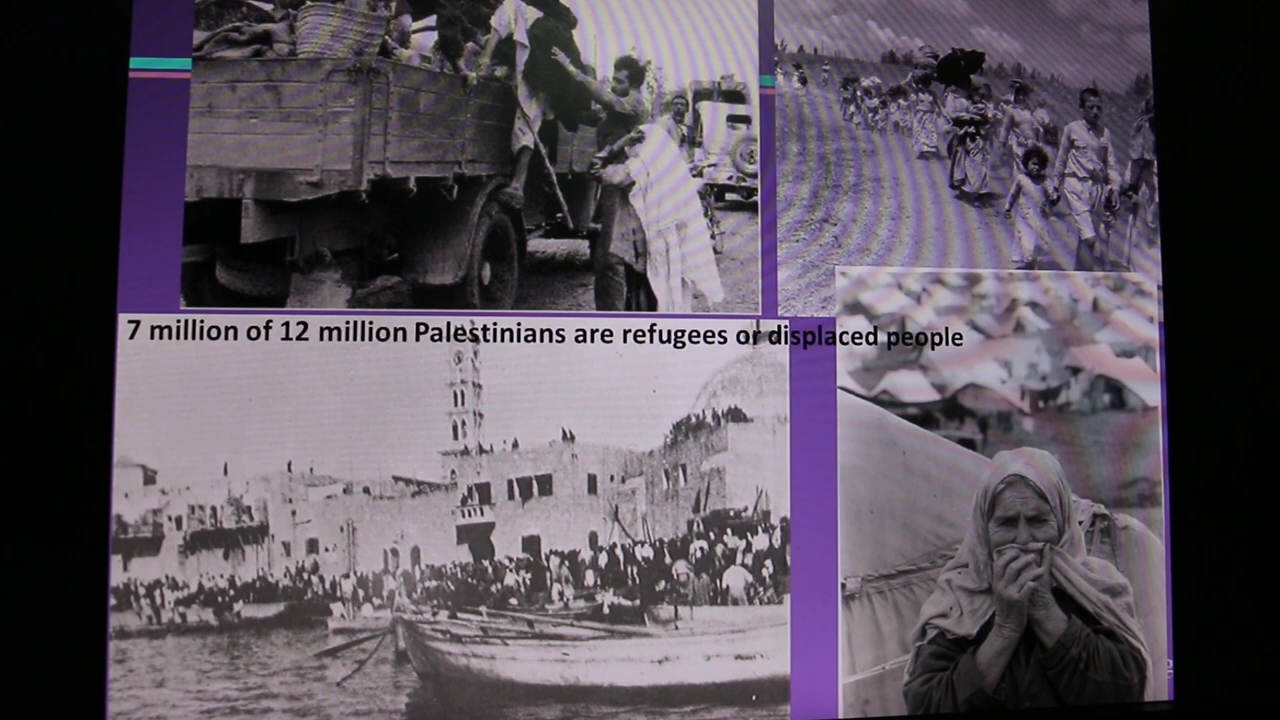 7 million of 12 million Palestinians are refugees or displaced people